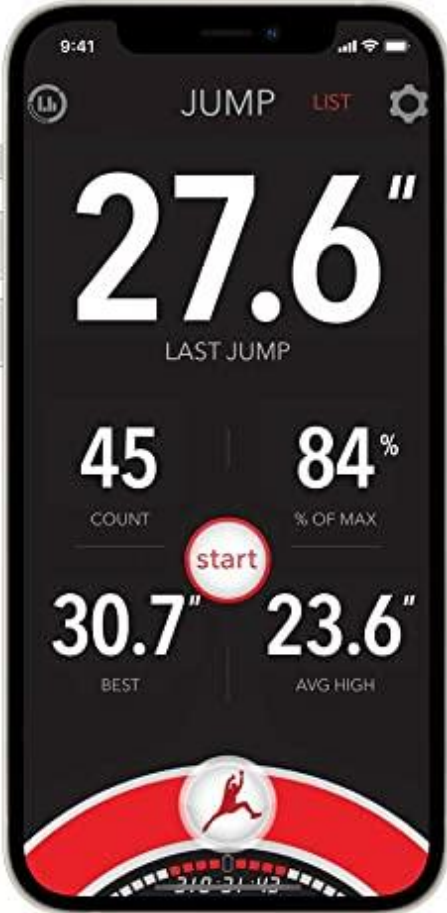 9:41
JUMP LIST
27.6"
LAST JUMP
45 84%
COUNT % OF MAX
start
30.7" 23.6"
BEST AVG HIGH